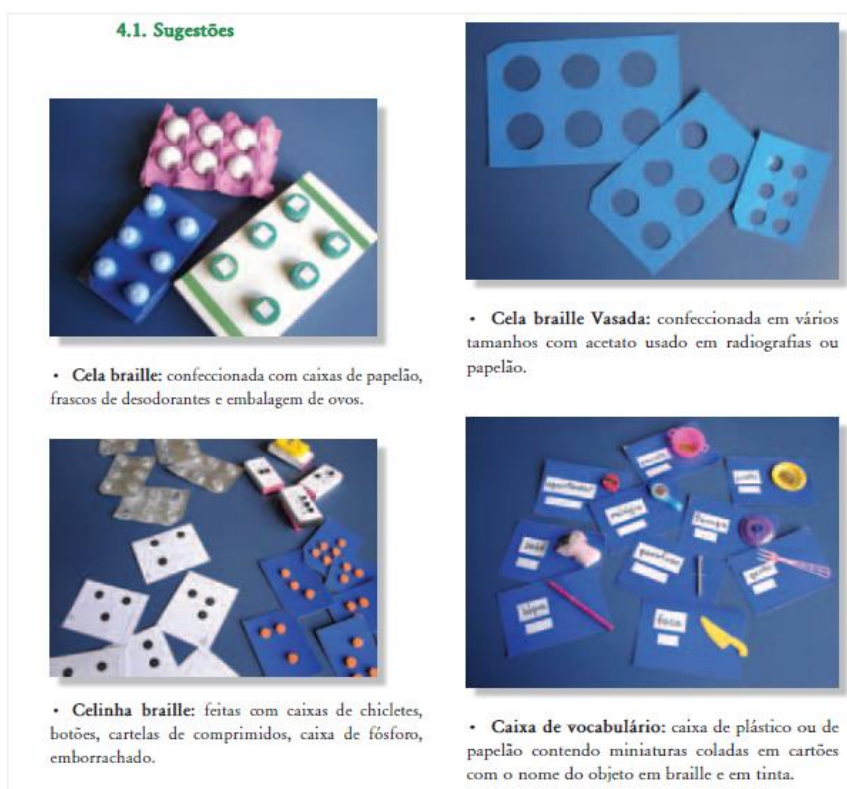 4.1. Sugestões
• Cela braille: confeccionada com caixas de papelão,
frascos de desodorantes e embalagem de ovos.
• Celinha braille: feitas com caixas de chicletes,
botões, cartelas de comprimidos, caixa de fósforo,
emborrachado.
• Cela braille Vasada: confeccionada em vários
tamanhos com acetato usado em radiografias ou
papelão.
faca
• Caixa de vocabulário: caixa de plástico ou de
papelão contendo miniaturas coladas em cartões
com o nome do objeto em braille e em tinta.